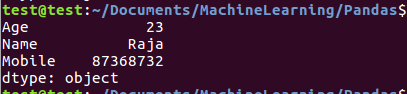 test@test:~/Documents/MachineLearning/Pandas$
Age 23
Name Raja
Mobile 87368732
dtype: object
test@test:~/Documents/MachineLearning/Pandas$